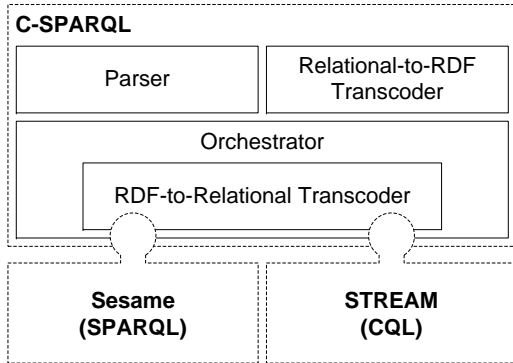 C-SPARQL
Parser
Relational-to-RDF
Transcoder
Orchestrator
RDF-to-Relational Transcoder
Sesame
(SPARQL)
STREAM
(CQL)